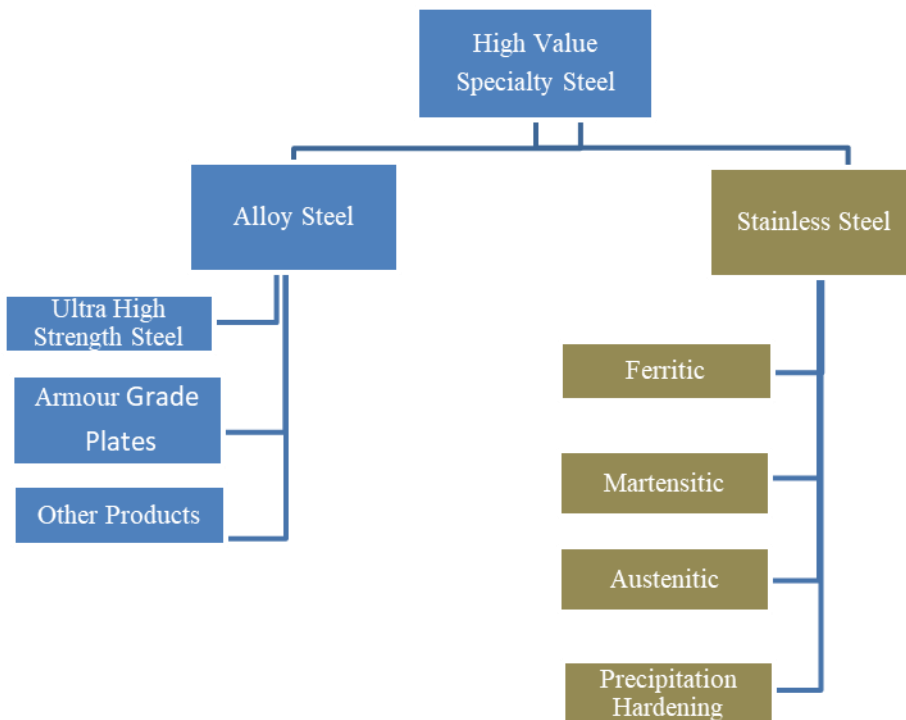 High Value
Specialty Steel
Alloy Steel
Stainless Steel
Ultra High
Strength Steel
Armour Grade
Plates
Other Products
Ferritic
Martensitic
Austenitic
Precipitation
Hardening